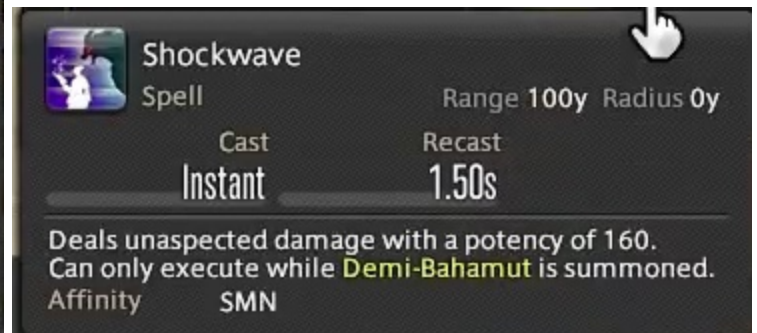 Shockwave
Spell Range 100y Radius 0y
Cast Recast
Instant 1.50s
Deals unaspected damage with a potency of 160.
Can only execute while Demi-Bahamut is summoned.
Affinity SMN